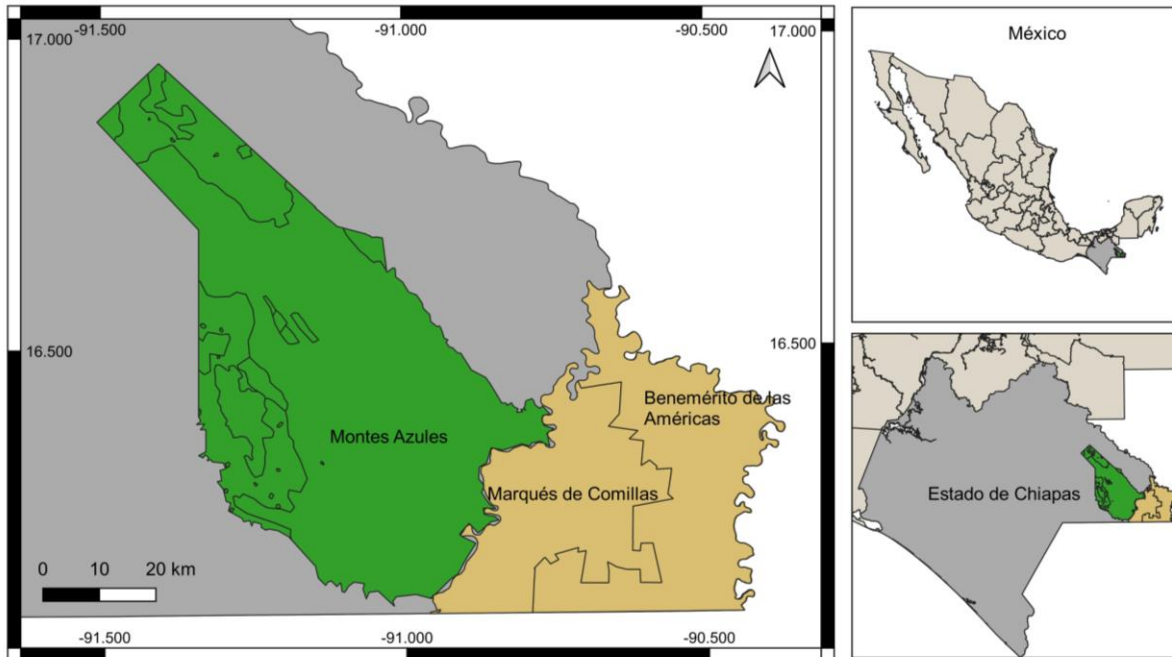 -91.500
-91.000
-90.500
17.000
17.000
16.500
16.500
Benemérito de las
Américas
Montes Azules
Marqués de Comillas
0 10 20 km
-91.500
-91.000
-90.500
México
Estado de Chiapas